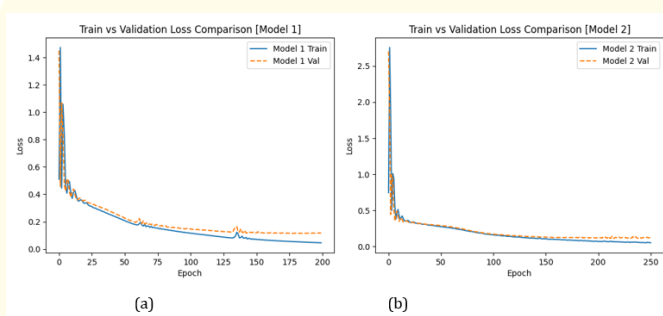 Train vs Validation Loss Comparison [Model 1]
Model 1 Train
Model 1 Val
Loss
1.4
1.2
1.0
0.8
0.6
0.4
0.2
0.0
0 25 50 75 100 125 150 175 200
Epoch
(a)
Train vs Validation Loss Comparison [Model 2]
Model 2 Train
Model 2 Val
Loss
2.5
2.0
1.5
1.0
0.5
0.0
0 50 100 150 200 250
Epoch
(b)